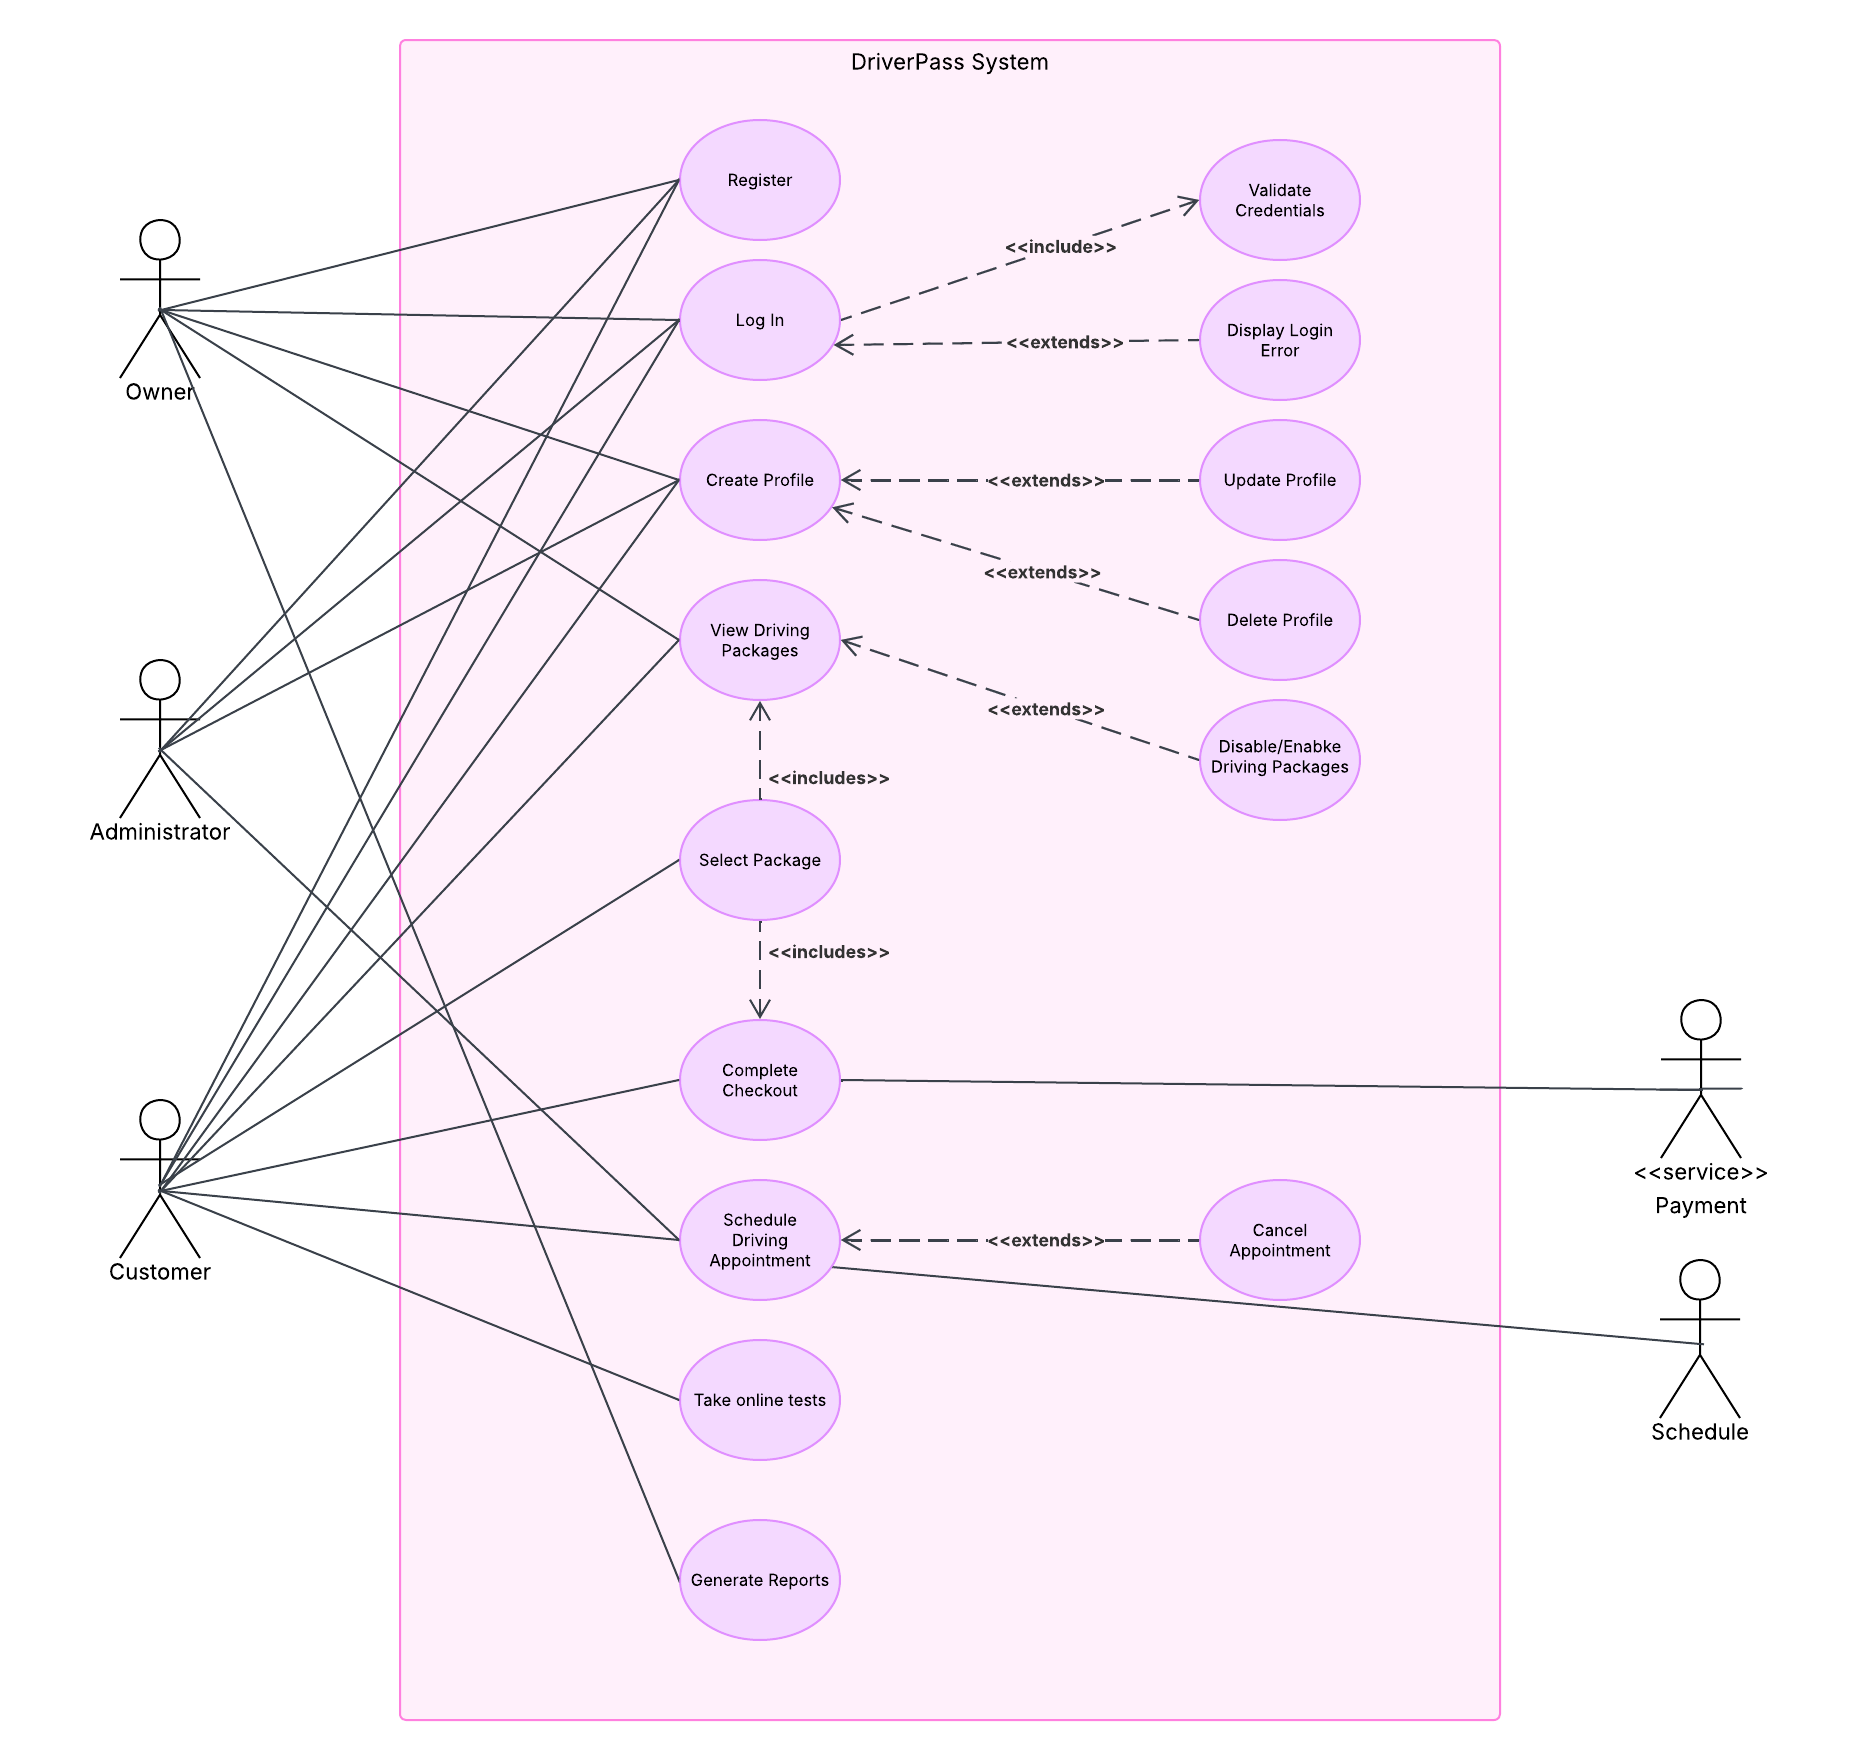 DriverPass System
Register
Validate
Credentials
<<include>>
Log In
Display Login
Error
<<extends>>
Owner
Create Profile
<<extends>>
Update Profile
<<extends>>
Delete Profile
View Driving
Packages
<<extends>>
Disable/Enabke
Driving Packages
<<includes>>
Administrator
Select Package
<<includes>>
Complete
Checkout
<<service>>
Payment
Customer
Schedule
Driving
Appointment
<<extends>>
Cancel
Appointment
Schedule
Take online tests
Generate Reports